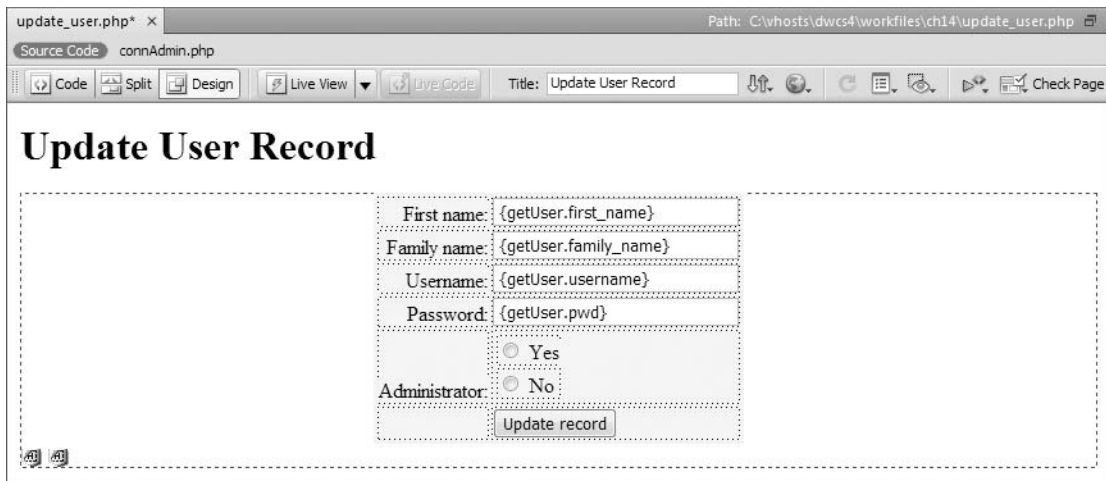 update_user.php* × Path: C:\vhosts\dwcs4\workfiles\ch14\update_user.php
Source Code connAdmin.php
Code Split Design Live View Live Code Title: Update User Record Check Page
Update User Record
First name: {getUser.first_name}
Family name: {getUser.family_name}
Username: {getUser.username}
Password: {getUser.pwd}
Yes
Administrator: No
Update record